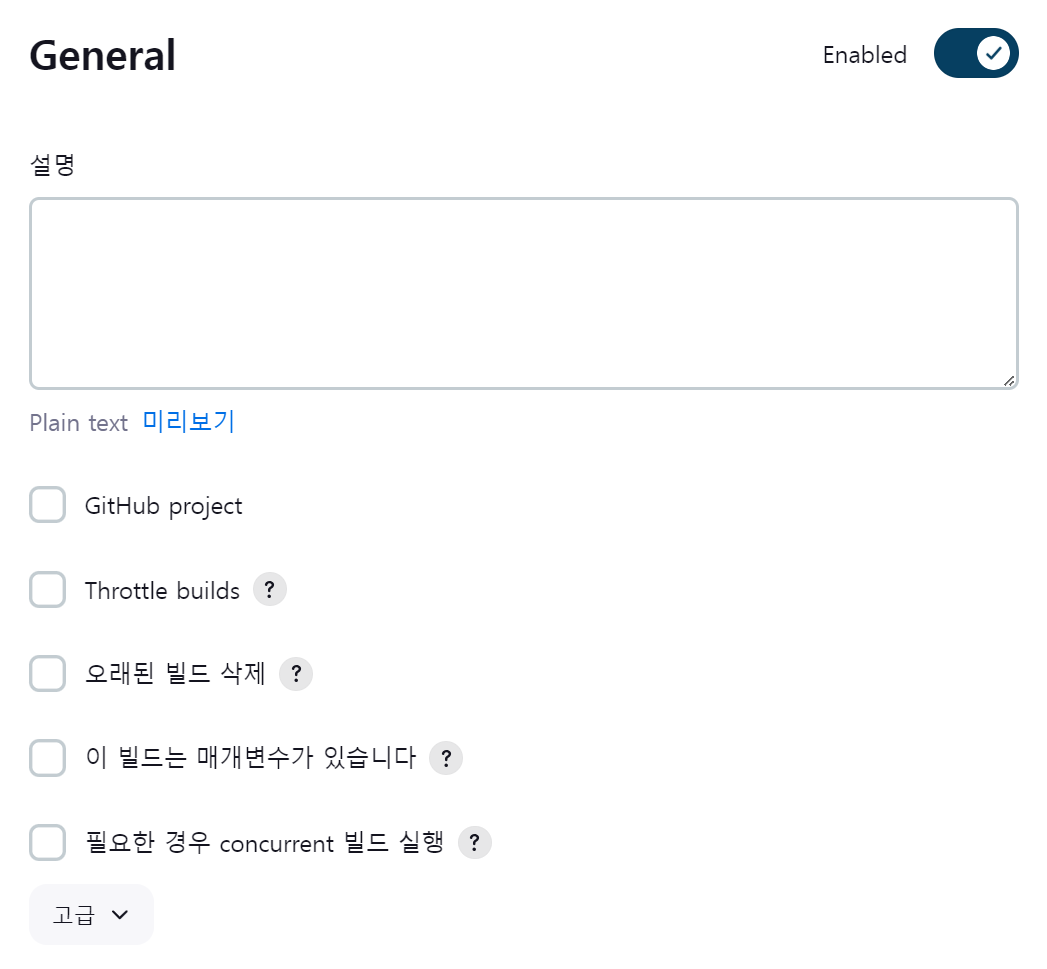 General
Enabled
설명
Plain text 미리보기
GitHub project
Throttle builds ?
오래된 빌드 삭제 ?
이 빌드는 매개변수가 있습니다 ?
필요한 경우 concurrent 빌드 실행 ?
고급